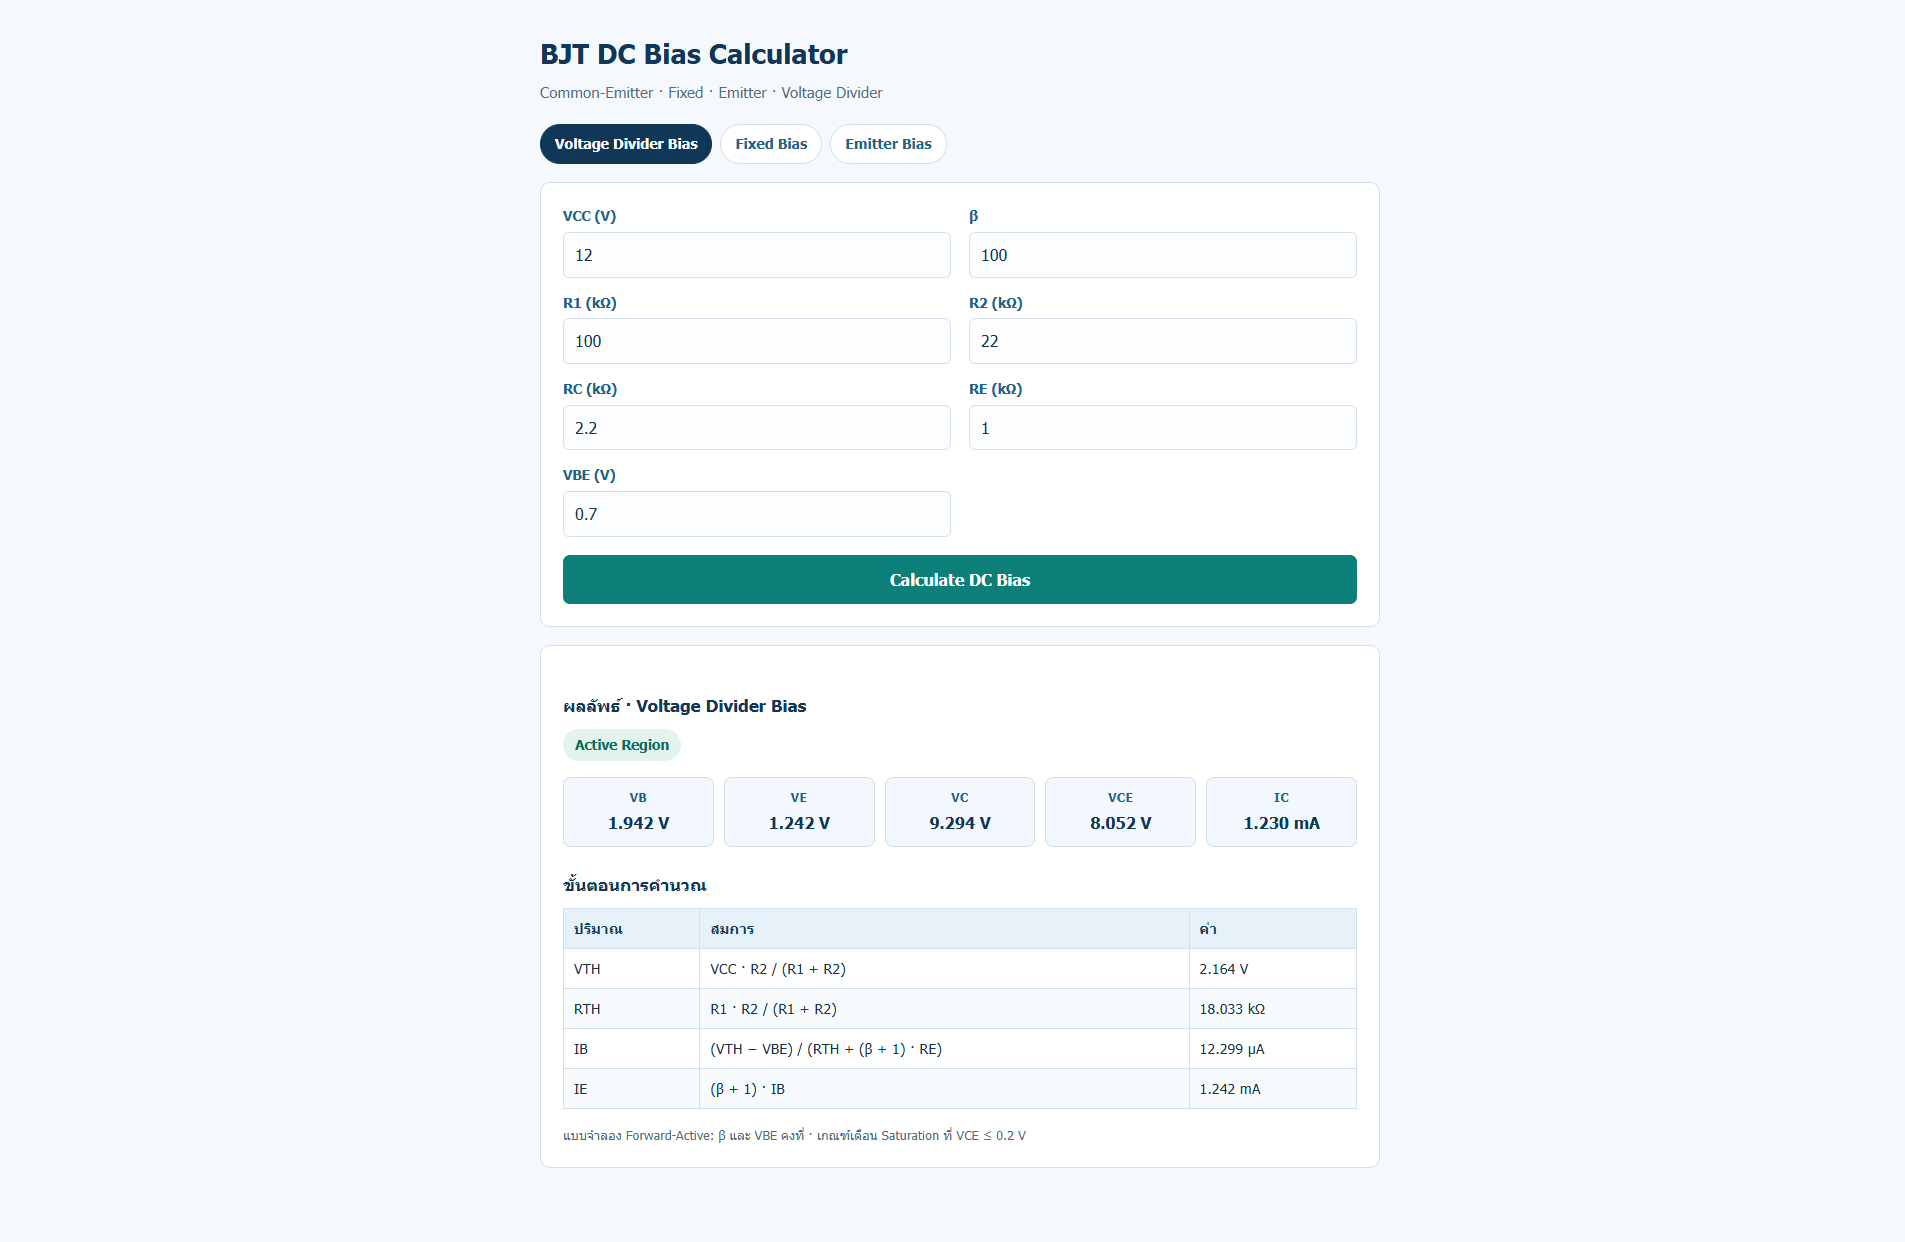 BJT DC Bias Calculator
Common-Emitter · Fixed · Emitter · Voltage Divider
Voltage Divider Bias Fixed Bias Emitter Bias
VCC (V) β
12 100
R1 (kΩ) R2 (kΩ)
100 22
RC (kΩ) RE (kΩ)
2.2 1
VBE (V)
0.7
Calculate DC Bias
ผลลัพธ์ · Voltage Divider Bias
Active Region
VB VE VC VCE IC
1.942 V 1.242 V 9.294 V 8.052 V 1.230 mA
ขั้นตอนการคำนวณ
ปริมาณ สมการ ค่า
VTH VCC · R2 / (R1 + R2) 2.164 V
RTH R1 · R2 / (R1 + R2) 18.033 kΩ
IB (VTH − VBE) / (RTH + (β + 1) · RE) 12.299 μA
IE (β + 1) · IB 1.242 mA
แบบจำลอง Forward-Active: β และ VBE คงที่ · เกณฑ์เตือน Saturation ที่ VCE ≤ 0.2 V